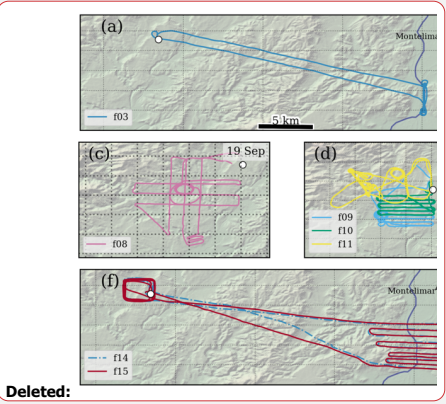 (a)
Montelimar
f03
5 km
(c)
19 Sep
f08
(d)
f09
f10
f11
(f)
Montelimar
f14
f15
Deleted: